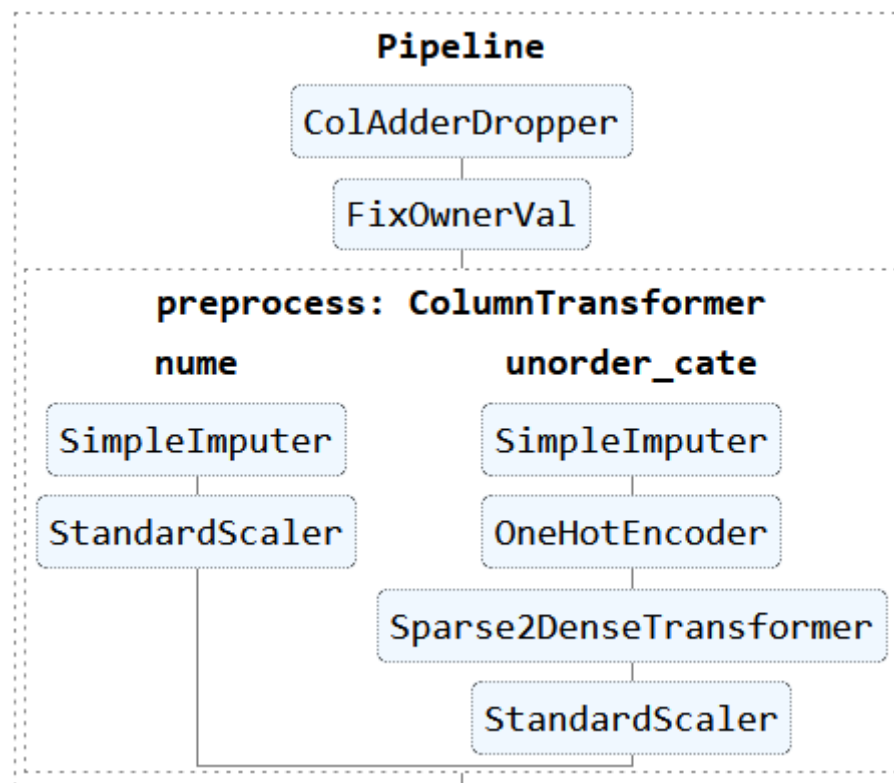 Pipeline
ColAdderDropper
FixOwnerVal
preprocess: ColumnTransformer
nume
unorder_cate
SimpleImputer
SimpleImputer
StandardScaler
OneHotEncoder
Sparse2DenseTransformer
StandardScaler